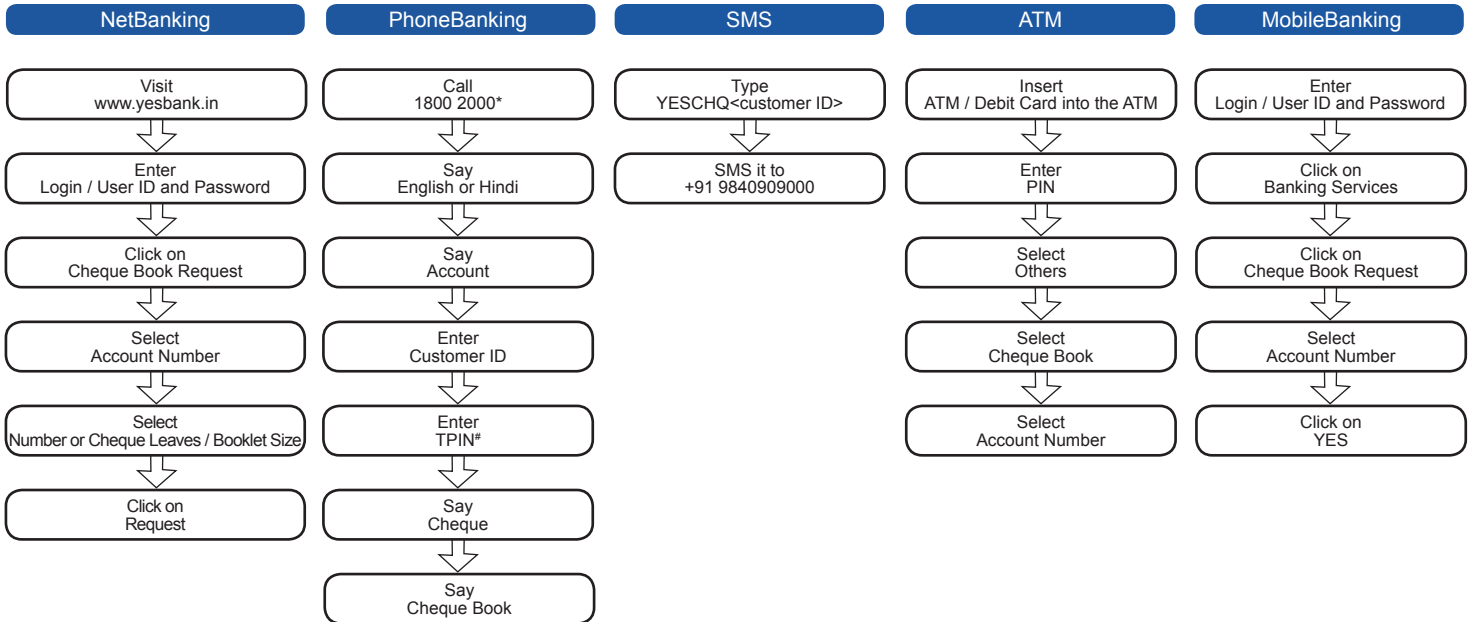 NetBanking
Visit
www.yesbank.in
Enter
Login / User ID and Password
Click on
Cheque Book Request
Select
Account Number
Select
Number or Cheque Leaves / Booklet Size
Click on
Request
PhoneBanking
Call
1800 2000*
Say
English or Hindi
Say
Account
Enter
Customer ID
Enter
TPIN#
Say
Cheque
Say
Cheque Book
SMS
Type
YESCHQ<customer ID>
SMS it to
+91 9840909000
ATM
Insert
ATM / Debit Card into the ATM
Enter
PIN
Select
Others
Select
Cheque Book
Select
Account Number
MobileBanking
Enter
Login / User ID and Password
Click on
Banking Services
Click on
Cheque Book Request
Select
Account Number
Click on
YES